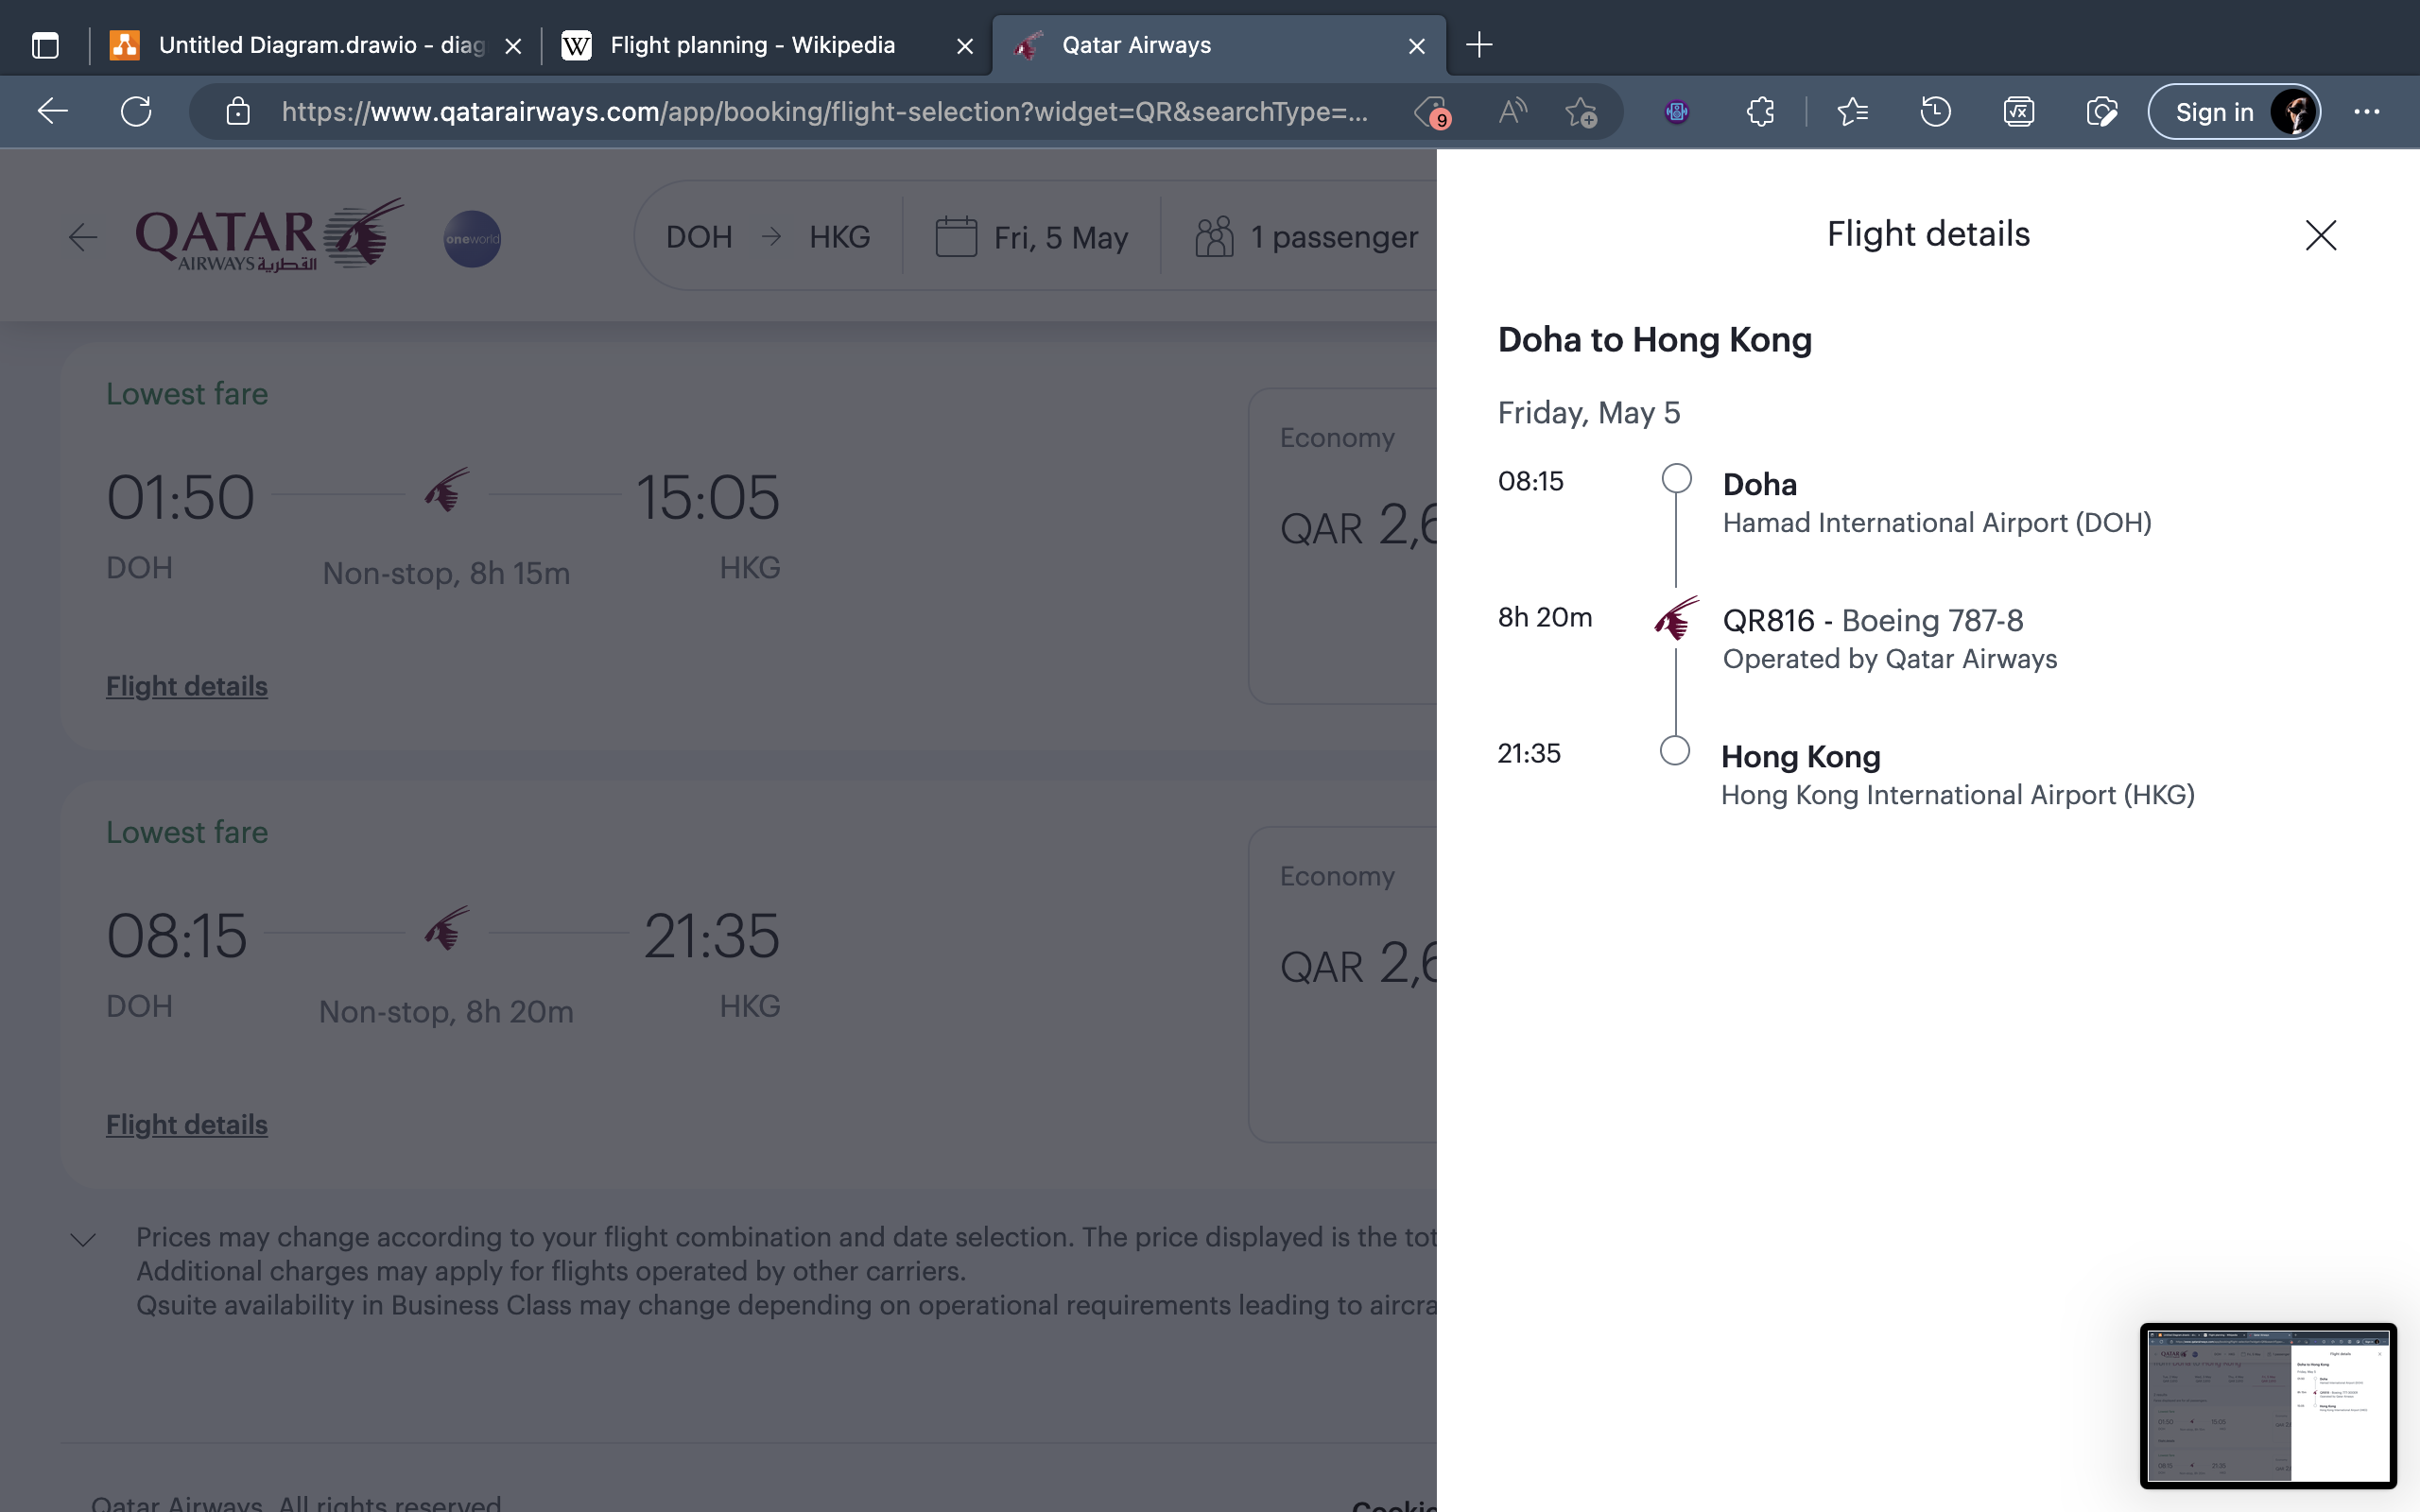 Untitled Diagram.drawio - diag
Flight planning - Wikipedia
Qatar Airways
https://www.qatarairways.com/app/booking/flight-selection?widget=QR&searchType=...
9
Sign in
QATAR
AIRWAYS القطرية
oneworld
DOH → HKG
Fri, 5 May
1 passenger
Lowest fare
01:50
15:05
DOH
Non-stop, 8h 15m
HKG
Flight details
Economy
QAR 2,6
Lowest fare
08:15
21:35
DOH
Non-stop, 8h 20m
HKG
Flight details
Economy
QAR 2,6
Prices may change according to your flight combination and date selection. The price displayed is the tot
Additional charges may apply for flights operated by other carriers.
Qsuite availability in Business Class may change depending on operational requirements leading to aircra
Qatar Airways. All rights reserved
Cookie
Flight details
Doha to Hong Kong
Friday, May 5
08:15
Doha
Hamad International Airport (DOH)
8h 20m
QR816 - Boeing 787-8
Operated by Qatar Airways
21:35
Hong Kong
Hong Kong International Airport (HKG)